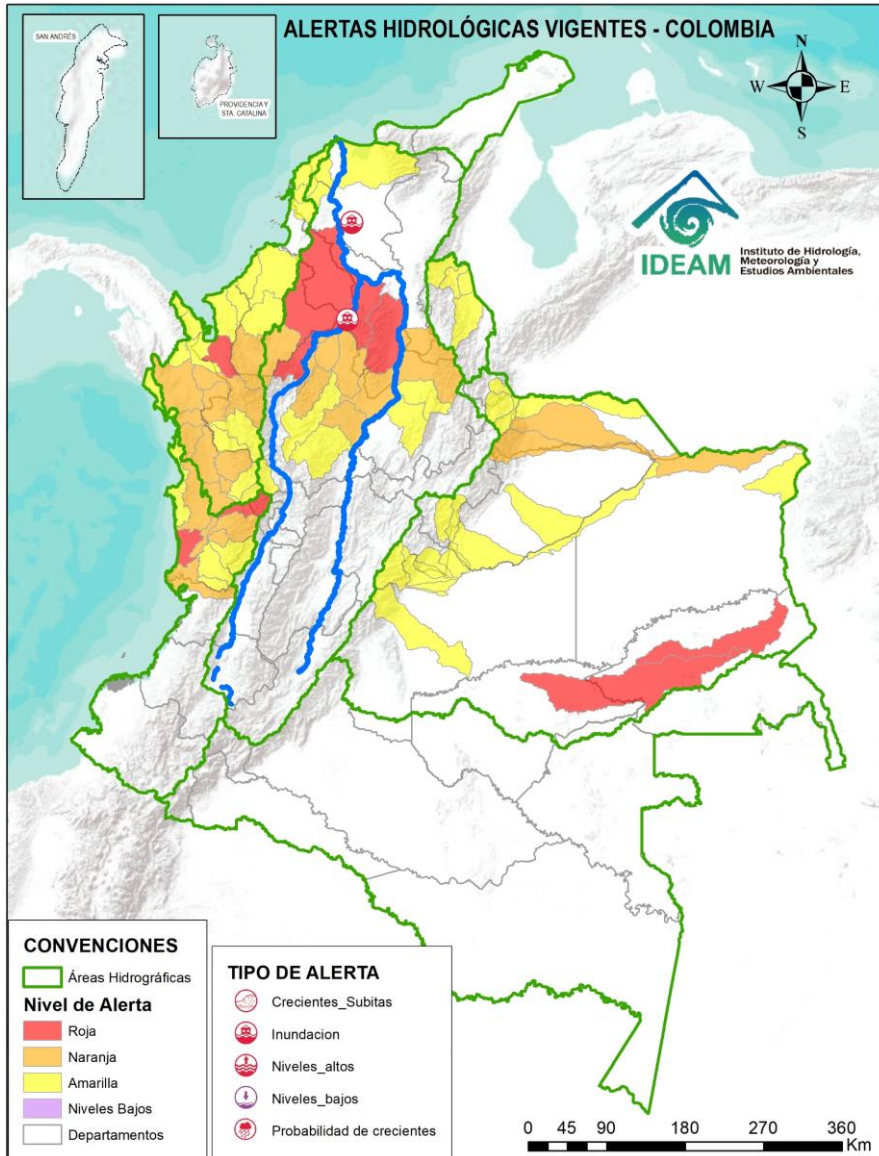 ALERTAS HIDROLÓGICAS VIGENTES - COLOMBIA
SAN ANDRÉS
PROVIDENCIA Y
STA. CATALINA
N
W
E
S
IDEAM
Instituto de Hidrología,
Meteorología y
Estudios Ambientales
CONVENCIONES
Áreas Hidrográficas
Nivel de Alerta
Roja
Naranja
Amarilla
Niveles Bajos
Departamentos
TIPO DE ALERTA
Crecientes_Subitas
Inundacion
Niveles_altos
Niveles_bajos
Probabilidad de crecientes
0 45 90 180 270 360
Km